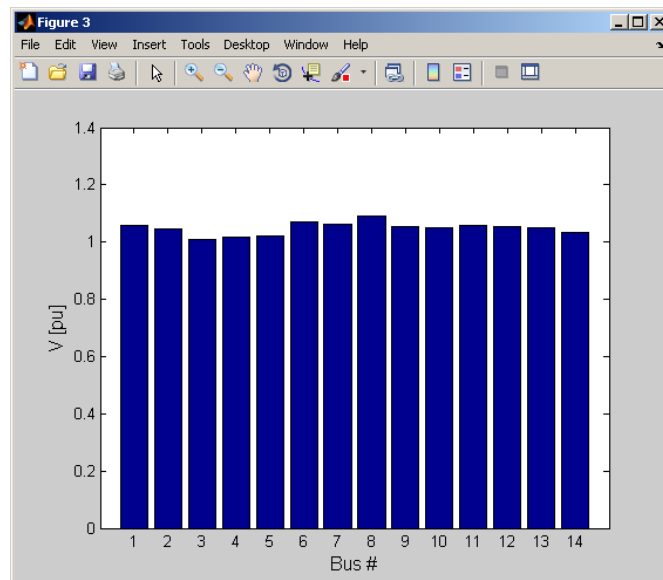 Figure 3
File Edit View Insert Tools Desktop Window Help
1.4
1.2
1
0.8
0.6
0.4
0.2
0
V [pu]
1 2 3 4 5 6 7 8 9 10 11 12 13 14
Bus #